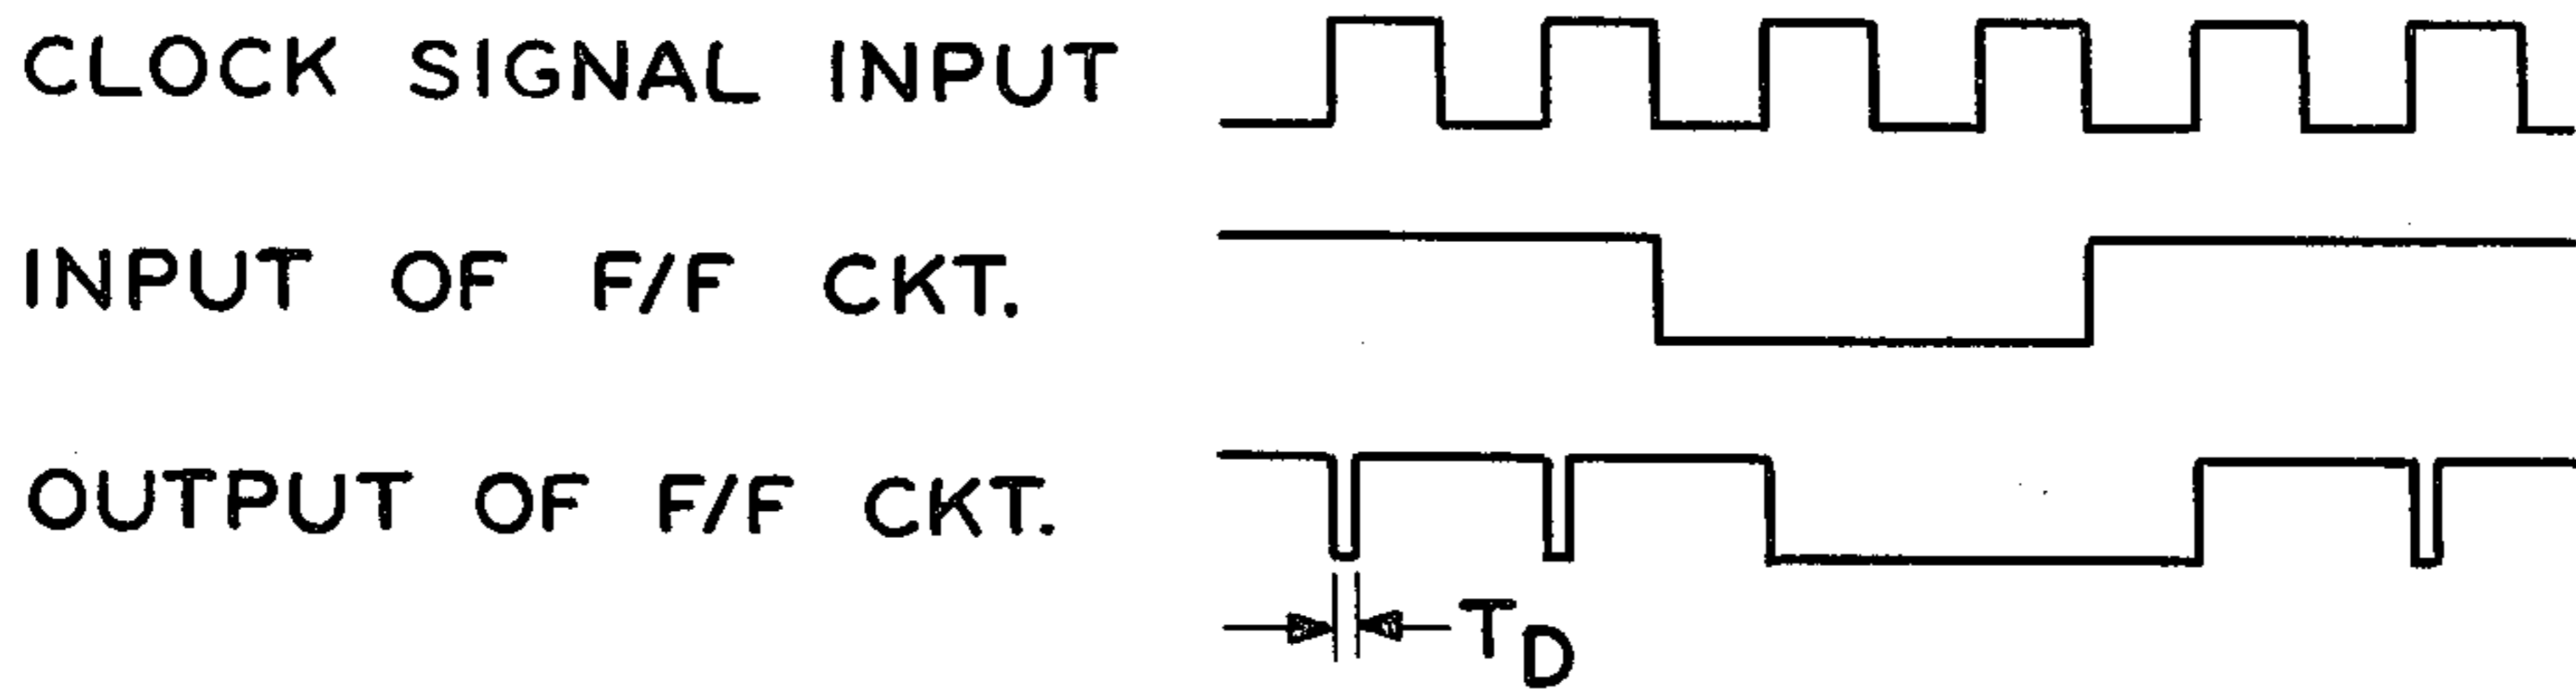 CLOCK SIGNAL INPUT
INPUT OF F/F CKT.
OUTPUT OF F/F CKT.
TD